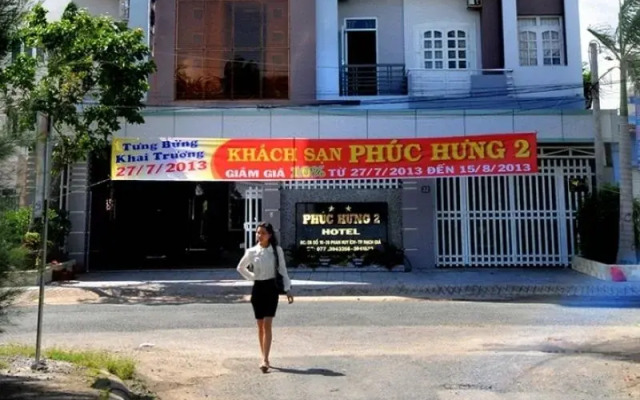 Tưng Bừng
Khai Trương
27/7/2013
KHÁCH SẠN PHÚC HƯNG 2
GIẢM GIÁ 10% TỪ 27/7/2013 ĐẾN 15/8/2013
PHÚC HƯNG 2
HOTEL